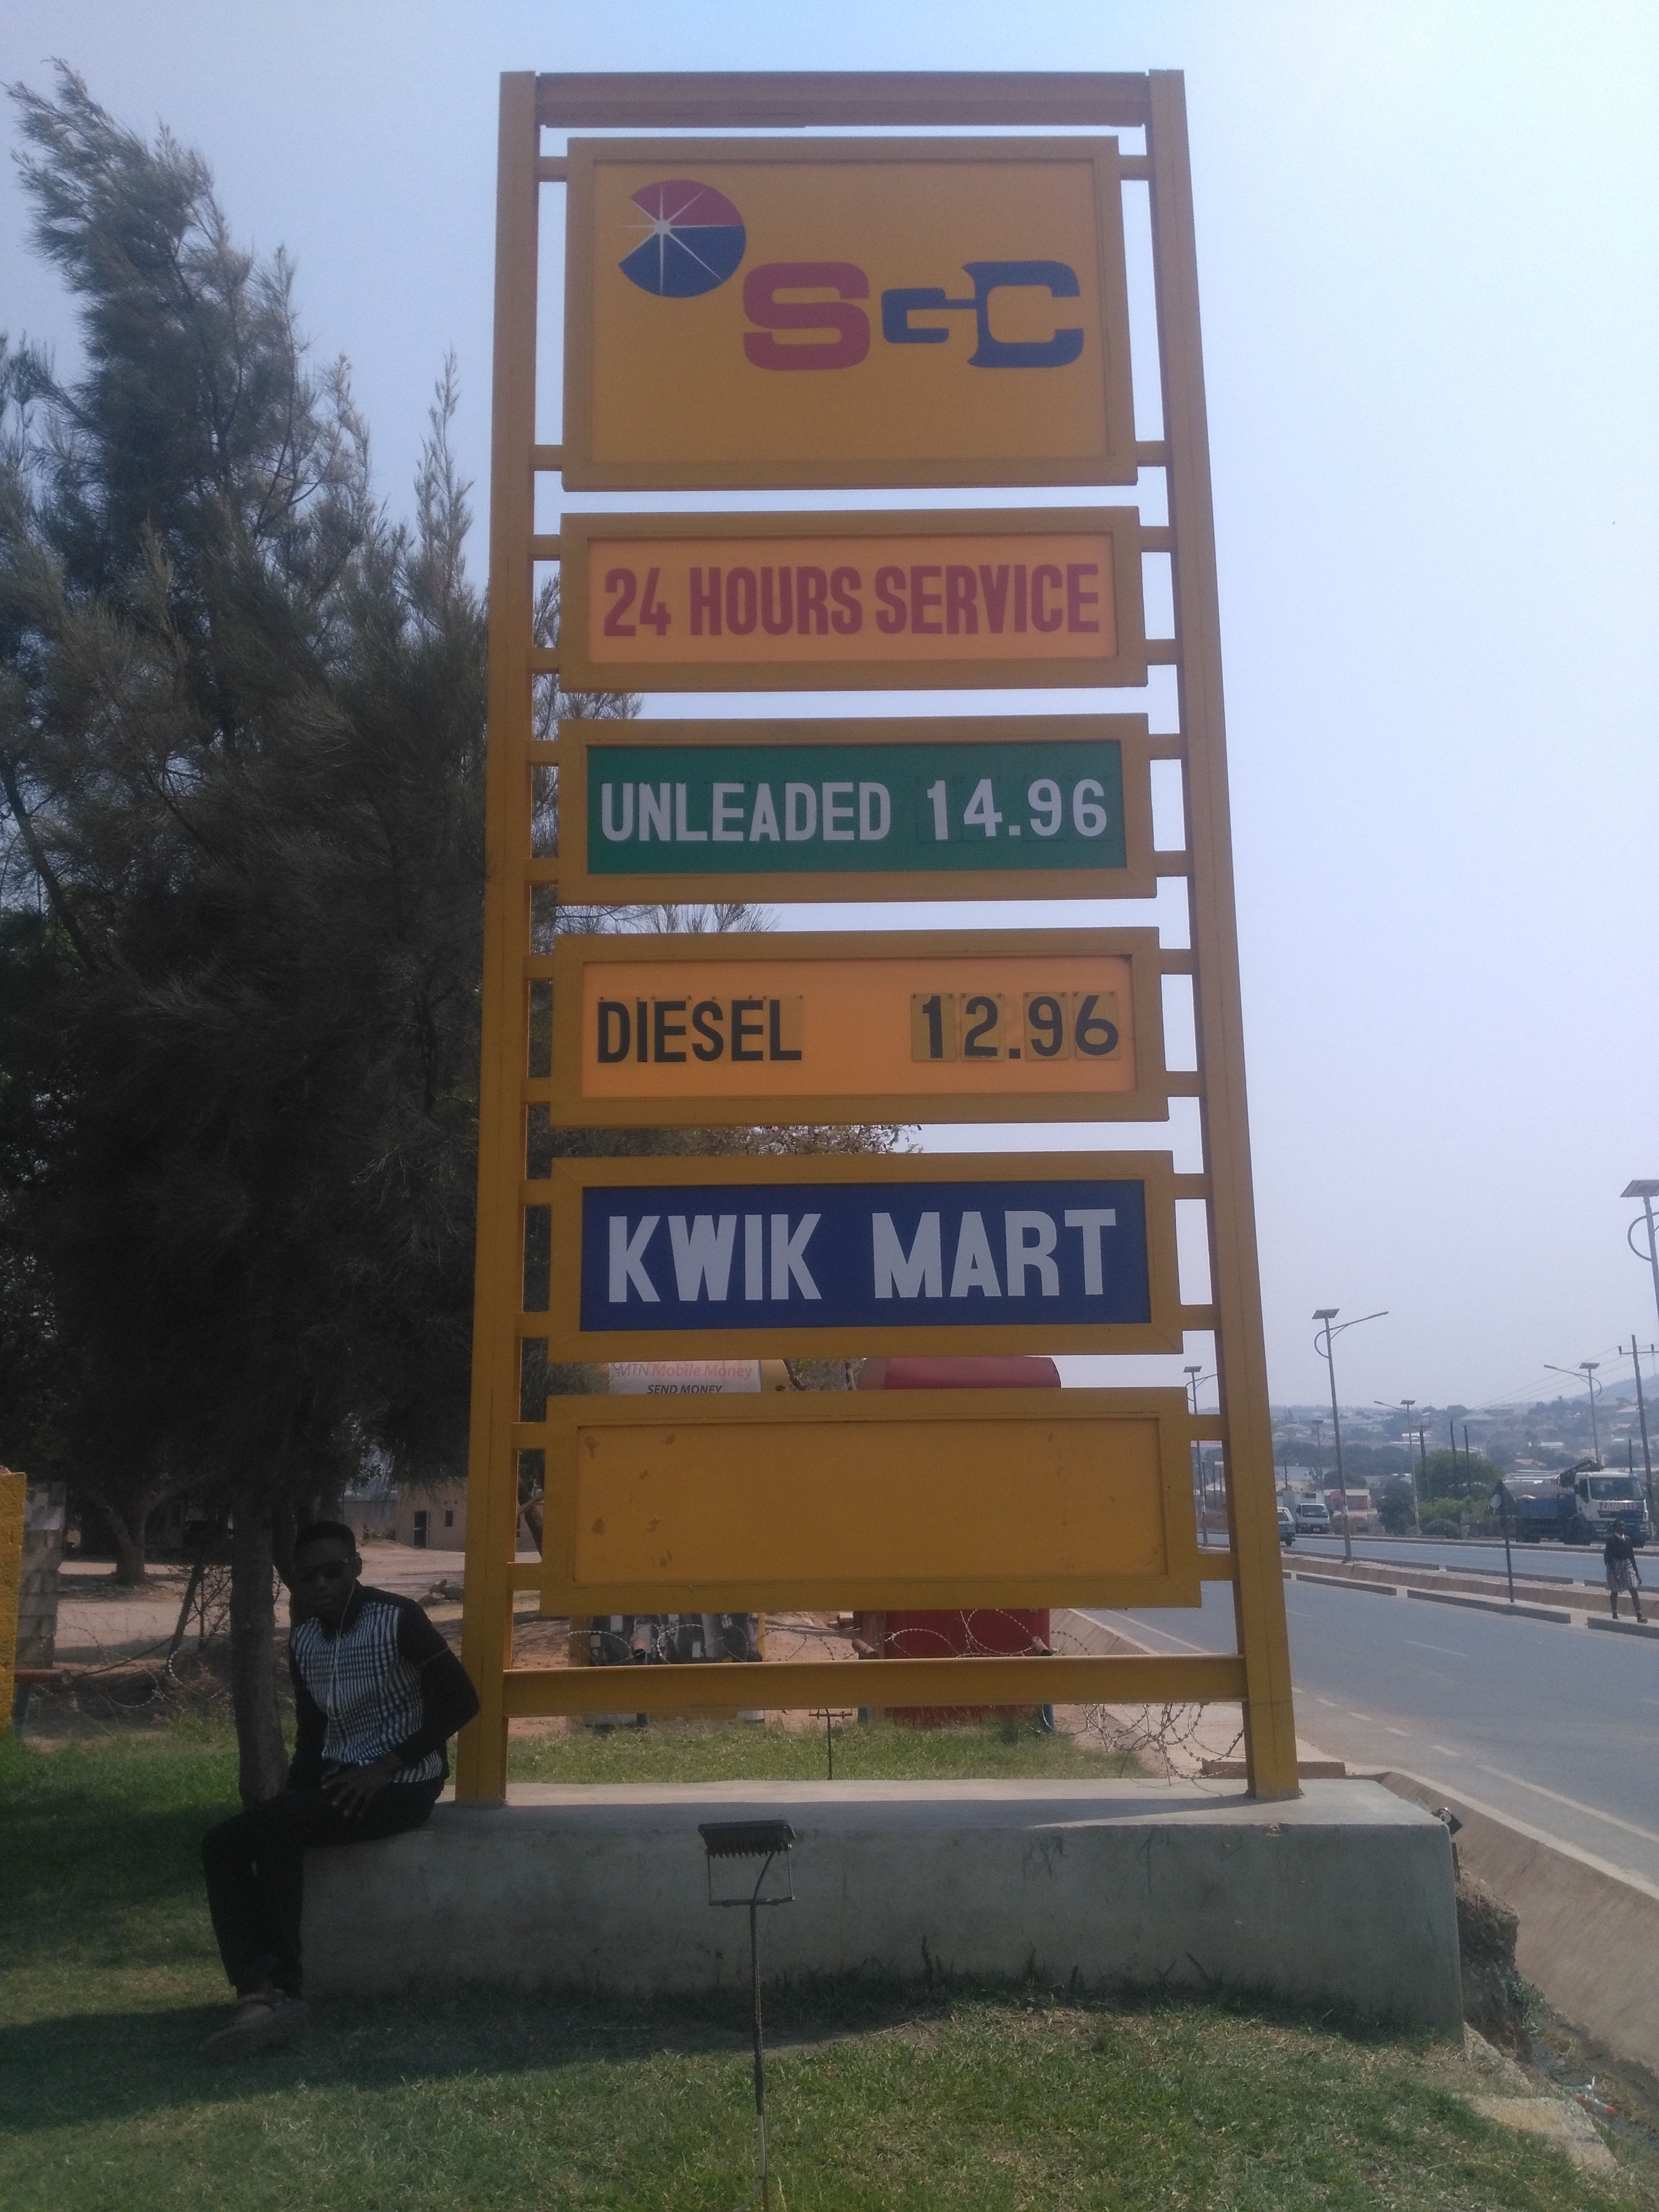 SGC
24 HOURS SERVICE
UNLEADED 14.96
DIESEL 12.96
KWIK MART
MTN Mobile Money
SEND MONEY